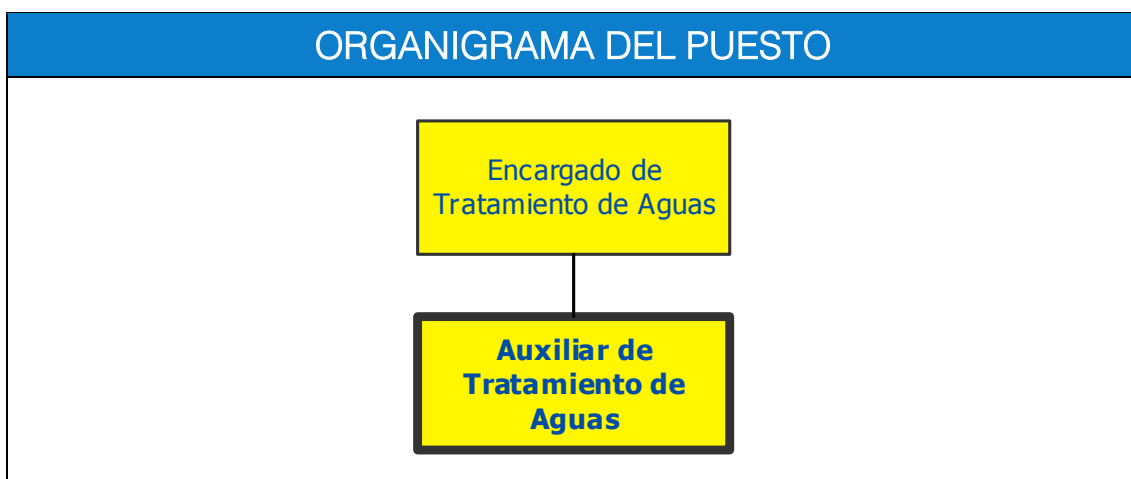 ORGANIGRAMA DEL PUESTO
Encargado de
Tratamiento de Aguas
Auxiliar de
Tratamiento de
Aguas